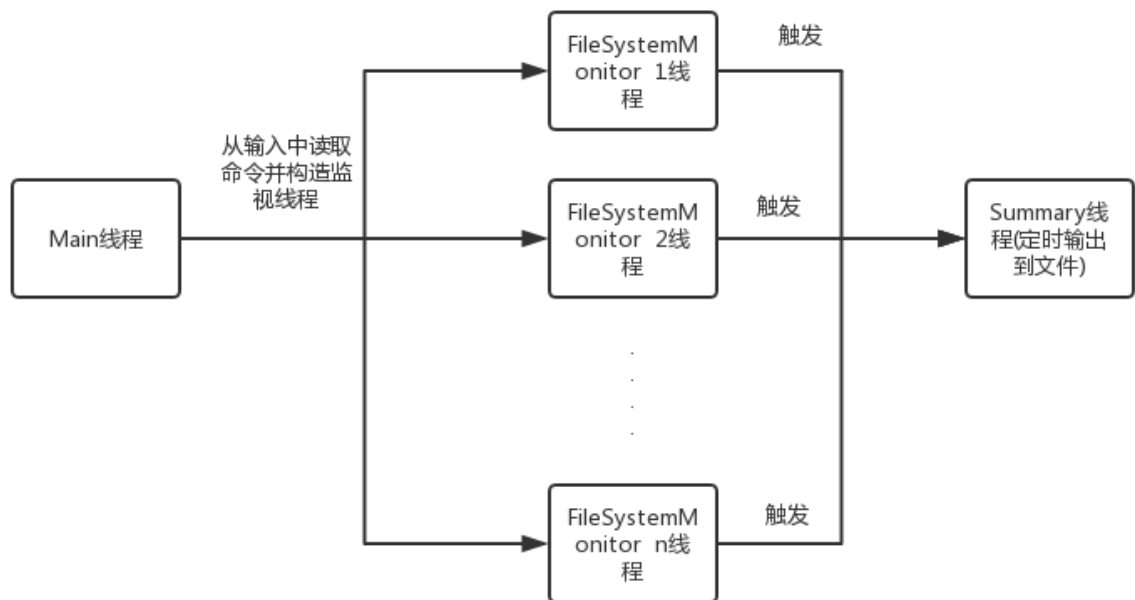 FileSystemM
onitor 1线
程
触发
从输入中读取
命令并构造监
视线程
Main线程
FileSystemM
onitor 2线
程
触发
Summary线
程(定时输出
到文件)
.
.
.
.
FileSystemM
onitor n线
程
触发